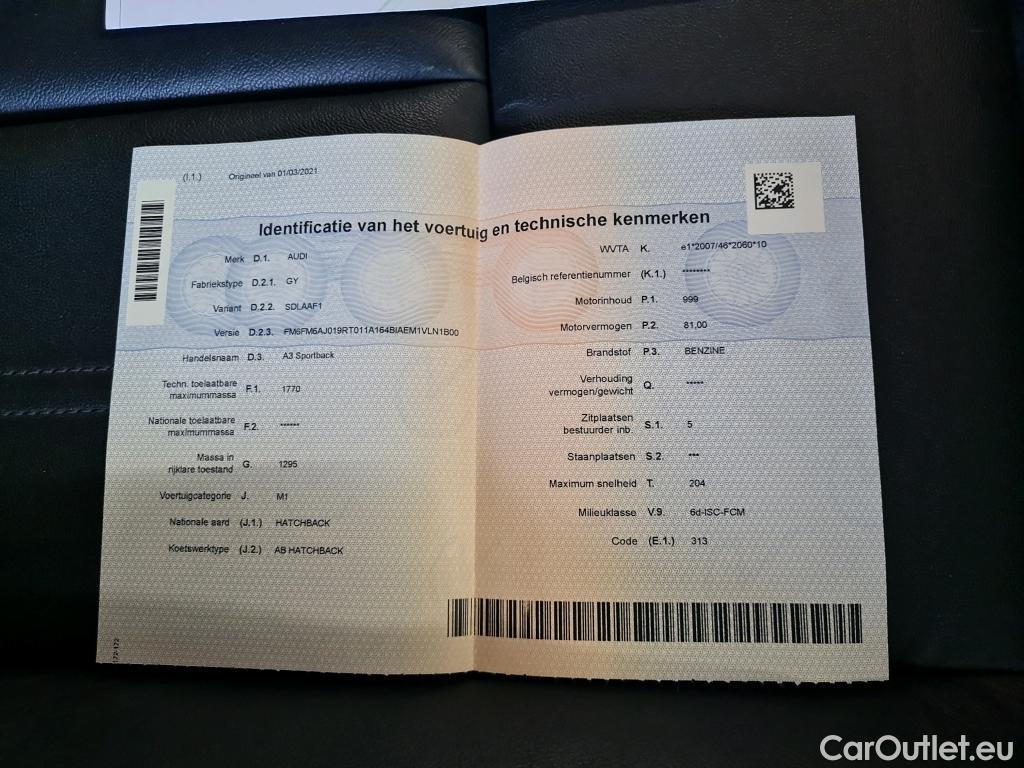 (I.1.) Origineel van 01/03/2021
Identificatie van het voertuig en technische kenmerken
Merk D.1. AUDI
Fabriekstype D.2.1. GY
Variant D.2.2. SDLAAF1
Versie D.2.3. FM6FM6AJ019RT011A164BIAEM1VLN1B00
Handelsnaam D.3. A3 Sportback
Techn. toelaatbare
maximummassa F.1. 1770
Nationale toelaatbare
maximummassa F.2. ******
Massa in
rijklare toestand G. 1295
Voertuigcategorie J. M1
Nationale aard (J.1.) HATCHBACK
Koetswerktype (J.2.) AB HATCHBACK
172-172
WVTA K. e1*2007/46*2060*10
Belgisch referentienummer (K.1.) ********
Motorinhoud P.1. 999
Motorvermogen P.2. 81,00
Brandstof P.3. BENZINE
Verhouding
vermogen/gewicht Q. *****
Zitplaatsen
bestuurder inb. S.1. 5
Staanplaatsen S.2. ***
Maximum snelheid T. 204
Milieuklasse V.9. 6d-ISC-FCM
Code (E.1.) 313
CarOutlet.eu